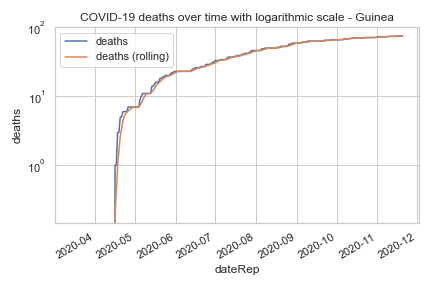 COVID-19 deaths over time with logarithmic scale - Guinea
deaths
deaths (rolling)
10²
10¹
10⁰
deaths
2020-04
2020-05
2020-06
2020-07
2020-08
2020-09
2020-10
2020-11
2020-12
dateRep